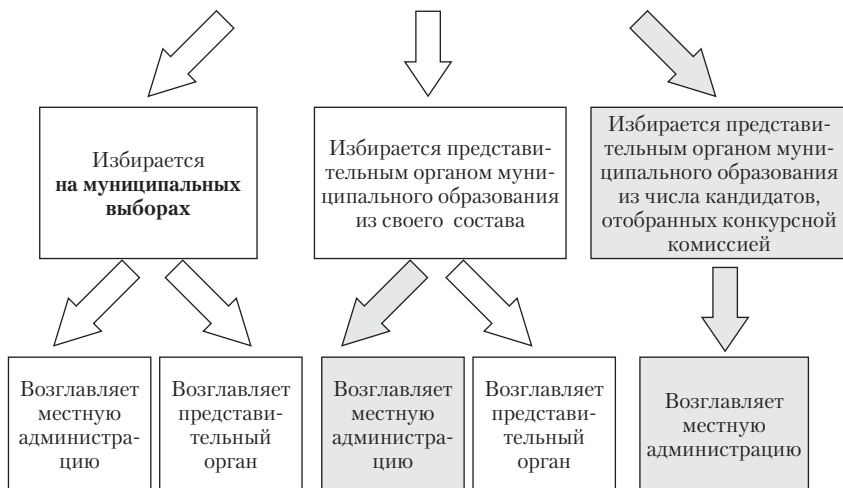 Избирается
на муниципальных
выборах
Избирается представи-
тельным органом муни-
ципального образования
из своего состава
Избирается представи-
тельным органом муни-
ципального образования
из числа кандидатов,
отобранных конкурсной
комиссией
Возглавляет
местную
администра-
цию
Возглавляет
представи-
тельный
орган
Возглавляет
местную
администра-
цию
Возглавляет
представи-
тельный
орган
Возглавляет
местную
администрацию